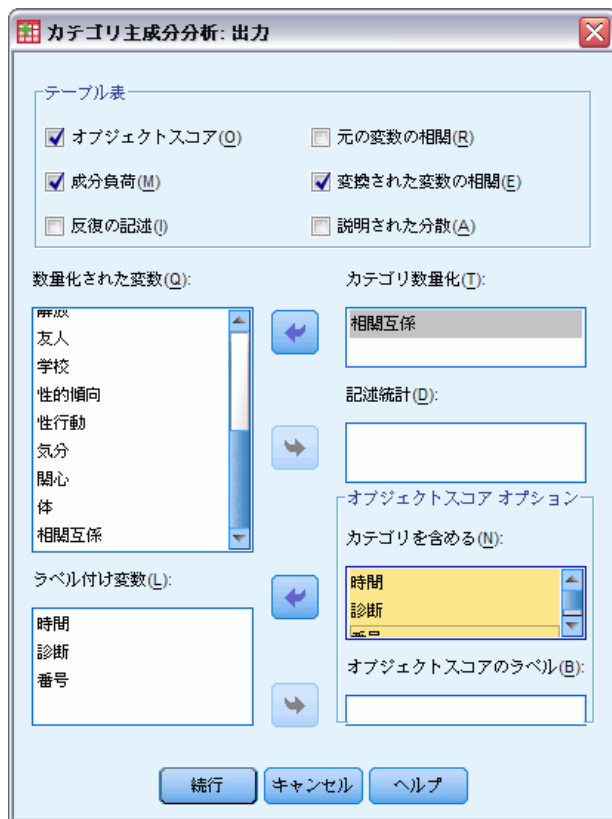 カテゴリ主成分分析: 出力
テーブル表
オブジェクトスコア(O)
元の変数の相関(R)
成分負荷(M)
変換された変数の相関(E)
反復の記述(I)
説明された分散(A)
数量化された変数(Q):
カテゴリ数量化(T):
友人
学校
性的傾向
性行動
気分
関心
体
相関互係
相関互係
記述統計(D):
オブジェクトスコア オプション
カテゴリを含める(N):
時間
診断
ラベル付け変数(L):
時間
診断
番号
オブジェクトスコアのラベル(B):
続行
キャンセル
ヘルプ